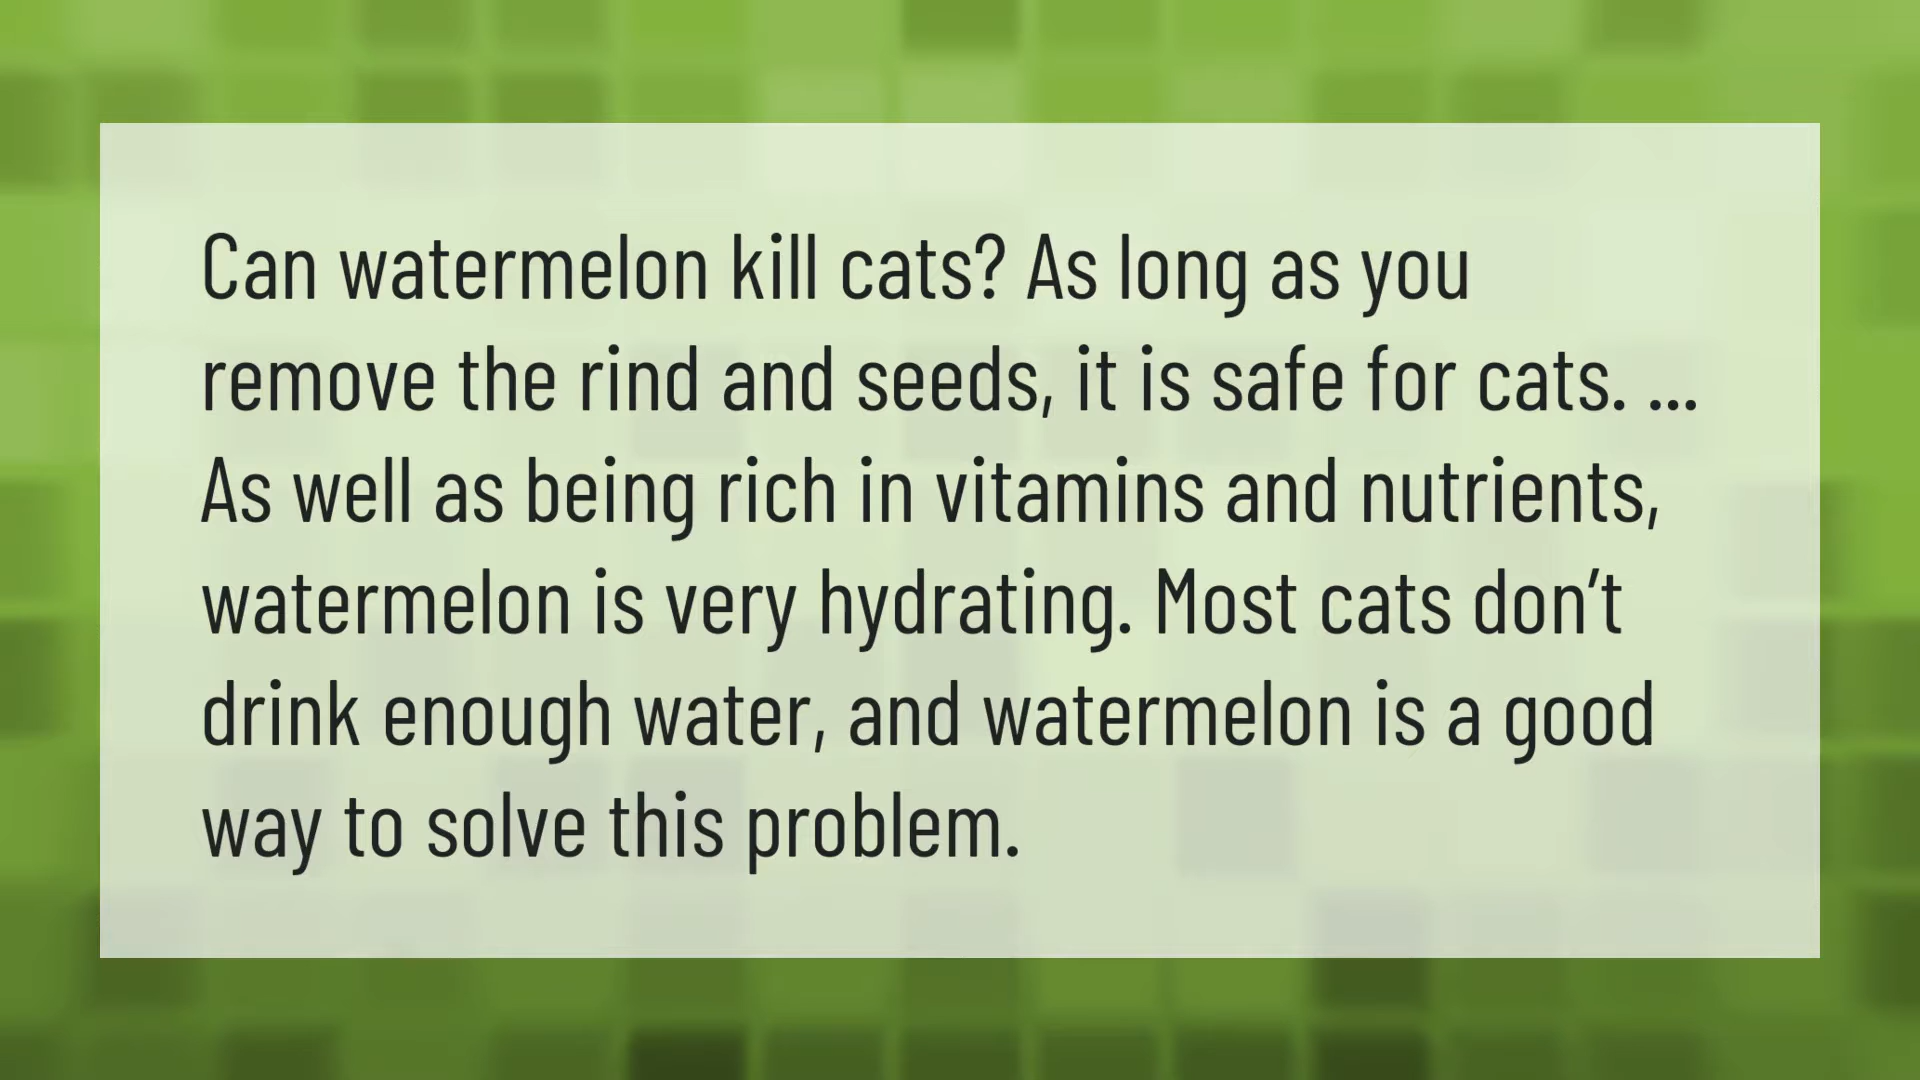 Can watermelon kill cats? As long as you
remove the rind and seeds, it is safe for cats. ...
As well as being rich in vitamins and nutrients,
watermelon is very hydrating. Most cats don’t
drink enough water, and watermelon is a good
way to solve this problem.